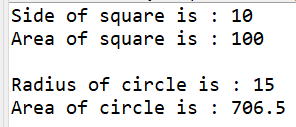 Side of square is : 10
Area of square is : 100
Radius of circle is : 15
Area of circle is : 706.5